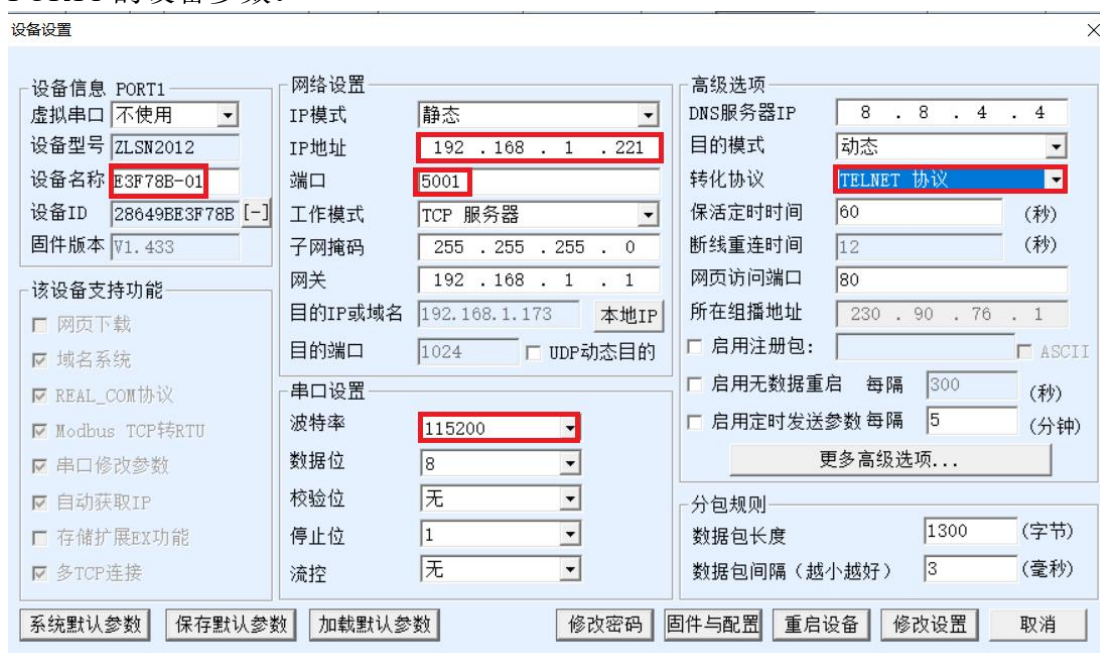 设备设置
设备信息 PORT1
虚拟串口 不使用
设备型号 ZLSN2012
设备名称 E3F78B-01
设备ID 28649BE3F78B [-]
固件版本 V1.433
该设备支持功能
网页下载
域名系统
REAL_COM协议
Modbus TCP转RTU
串口修改参数
自动获取IP
存储扩展EX功能
多TCP连接
网络设置
IP模式 静态
IP地址 192 . 168 . 1 . 221
端口 5001
工作模式 TCP 服务器
子网掩码 255 . 255 . 255 . 0
网关 192 . 168 . 1 . 1
目的IP或域名 192.168.1.173 本地IP
目的端口 1024 UDP动态目的
串口设置
波特率 115200
数据位 8
校验位 无
停止位 1
流控 无
高级选项
DNS服务器IP 8 . 8 . 4 . 4
目的模式 动态
转化协议 TELNET 协议
保活定时时间 60 (秒)
断线重连时间 12 (秒)
网页访问端口 80
所在组播地址 230 . 90 . 76 . 1
启用注册包: ASCII
启用无数据重启 每隔 300 (秒)
启用定时发送参数 每隔 5 (分钟)
更多高级选项...
分包规则
数据包长度 1300 (字节)
数据包间隔(越小越好) 3 (毫秒)
系统默认参数 保存默认参数 加载默认参数 修改密码 固件与配置 重启设备 修改设置 取消